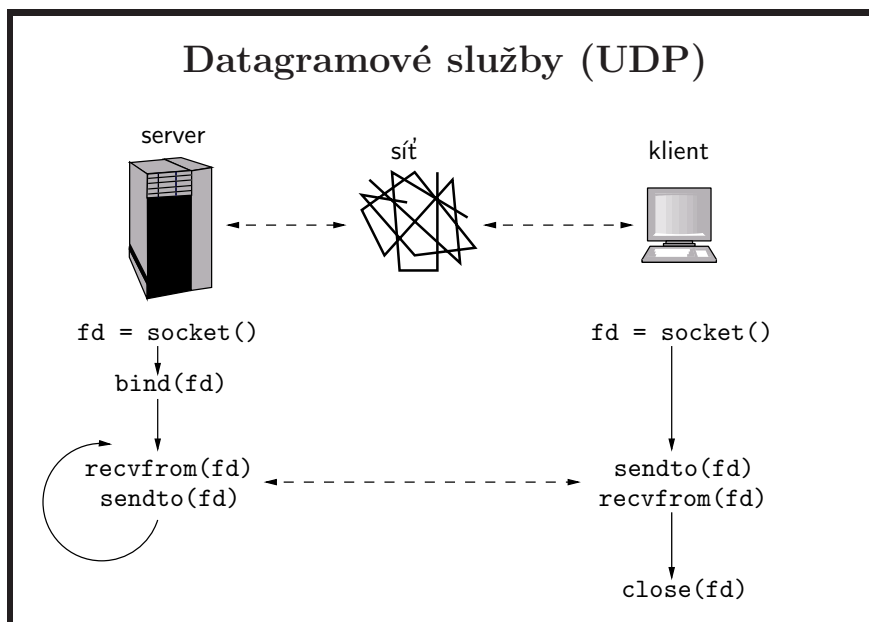 Datagramové služby (UDP)
server
síť
klient
fd = socket()
bind(fd)
recvfrom(fd)
sendto(fd)
fd = socket()
sendto(fd)
recvfrom(fd)
close(fd)